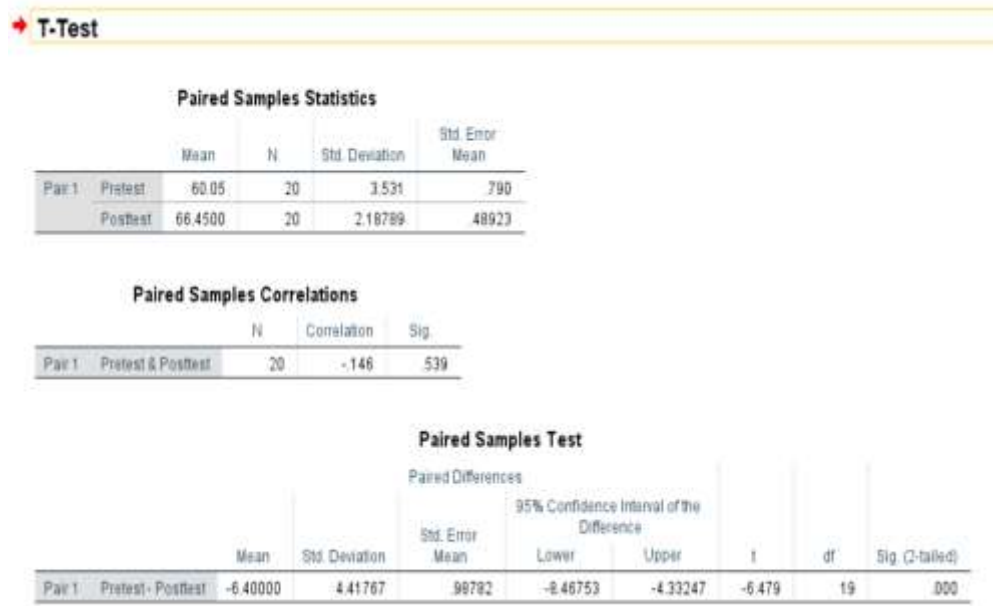 T-Test
Paired Samples Statistics
Mean N Std. Deviation Std. Error Mean
Pair 1 Pretest 60.05 20 3.531 .790
Posttest 66.4500 20 2.18789 .48923
Paired Samples Correlations
N Correlation Sig.
Pair 1 Pretest & Posttest 20 -.146 .539
Paired Samples Test
Paired Differences
95% Confidence Interval of the Difference
Mean Std. Deviation Std. Error Mean Lower Upper t df Sig. (2-tailed)
Pair 1 Pretest - Posttest -6.40000 4.41767 .98782 -8.46753 -4.33247 -6.479 19 .000